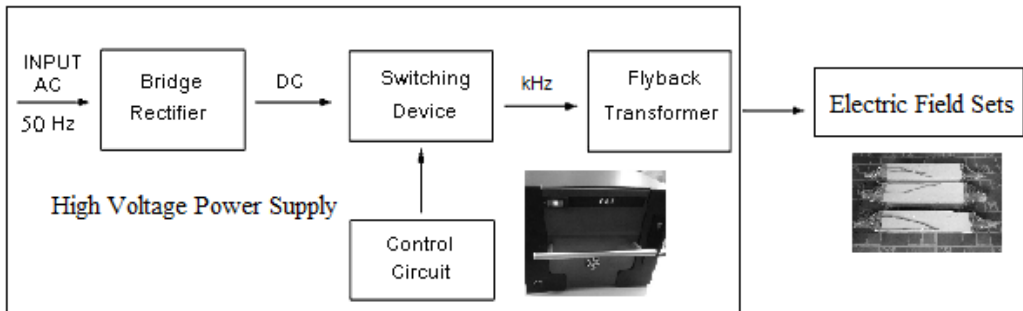 INPUT
AC
50 Hz
Bridge
Rectifier
DC
Switching
Device
kHz
Flyback
Transformer
Electric Field Sets
High Voltage Power Supply
Control
Circuit